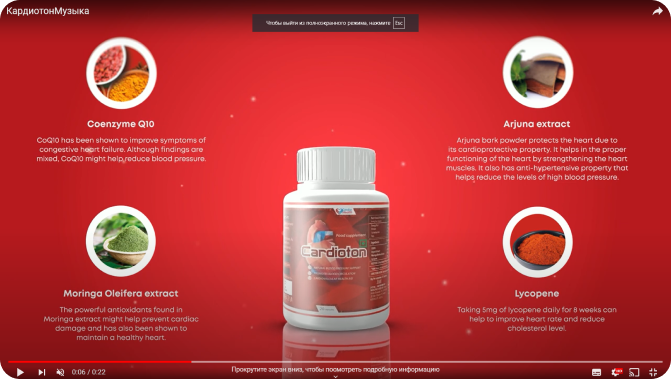 КардиотонМузыка
Чтобы выйти из полноэкранного режима, нажмите Esc
Coenzyme Q10
CoQ10 has been shown to improve symptoms of
congestive heart failure. Although findings are
mixed, CoQ10 might help reduce blood pressure.
Arjuna extract
Arjuna bark powder protects the heart due to
its cardioprotective property. It helps in the proper
functioning of the heart by strengthening the heart
muscles. It also has anti-hypertensive property that
helps reduce the levels of high blood pressure.
Cardioton
Moringa Oleifera extract
The powerful antioxidants found in
Moringa extract might help prevent cardiac
damage and has also been shown to
maintain a healthy heart.
Lycopene
Taking 5mg of lycopene daily for 8 weeks can
help to improve heart rate and reduce
cholesterol level.
0:06 / 0:22
Прокрутите экран вниз, чтобы посмотреть подробную информацию